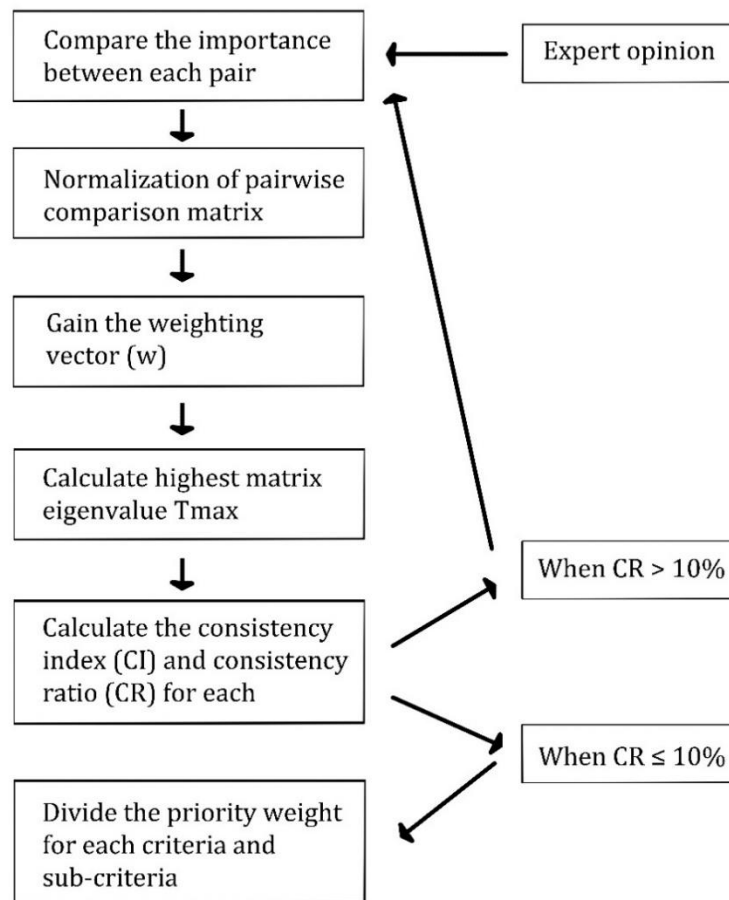 Compare the importance
between each pair
Expert opinion
Normalization of pairwise
comparison matrix
Gain the weighting
vector (w)
Calculate highest matrix
eigenvalue Tmax
When CR > 10%
Calculate the consistency
index (CI) and consistency
ratio (CR) for each
When CR ≤ 10%
Divide the priority weight
for each criteria and
sub-criteria